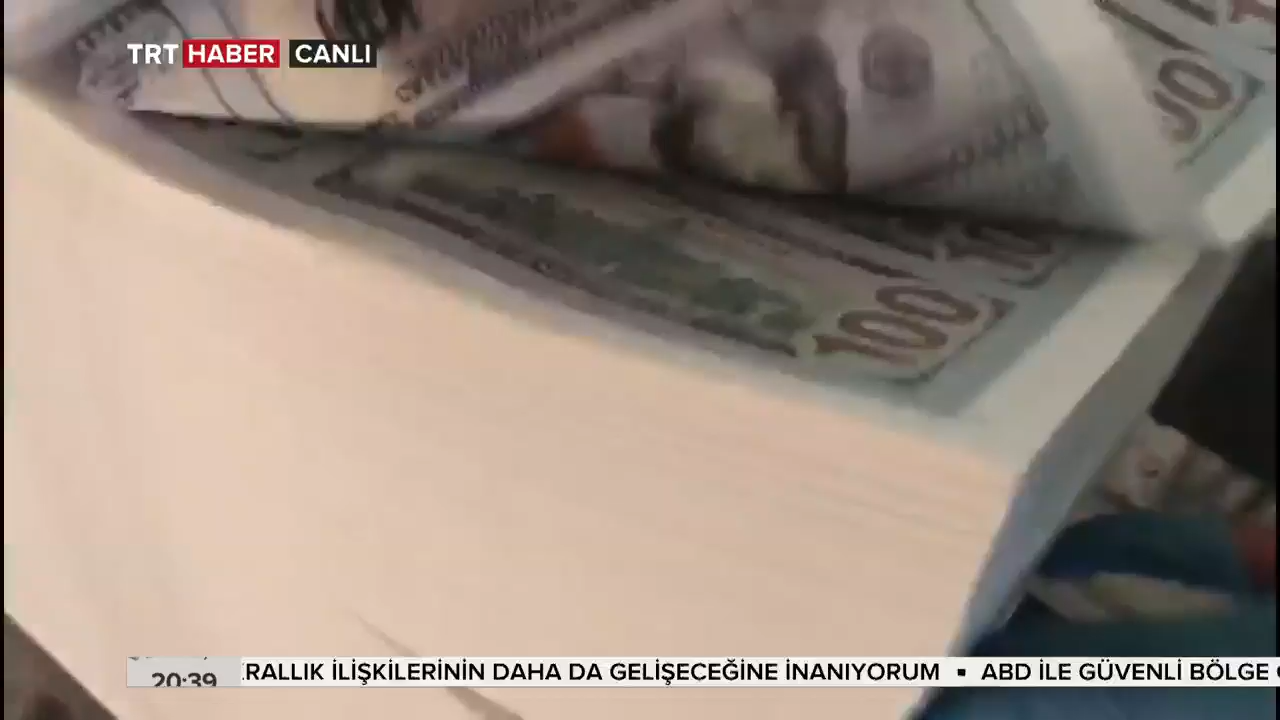 TRT HABER CANLI
100
20:39 RALLIK İLİŞKİLERİNİN DAHA DA GELİŞECEĞİNE İNANIYORUM ▪ ABD İLE GÜVENLİ BÖLGE